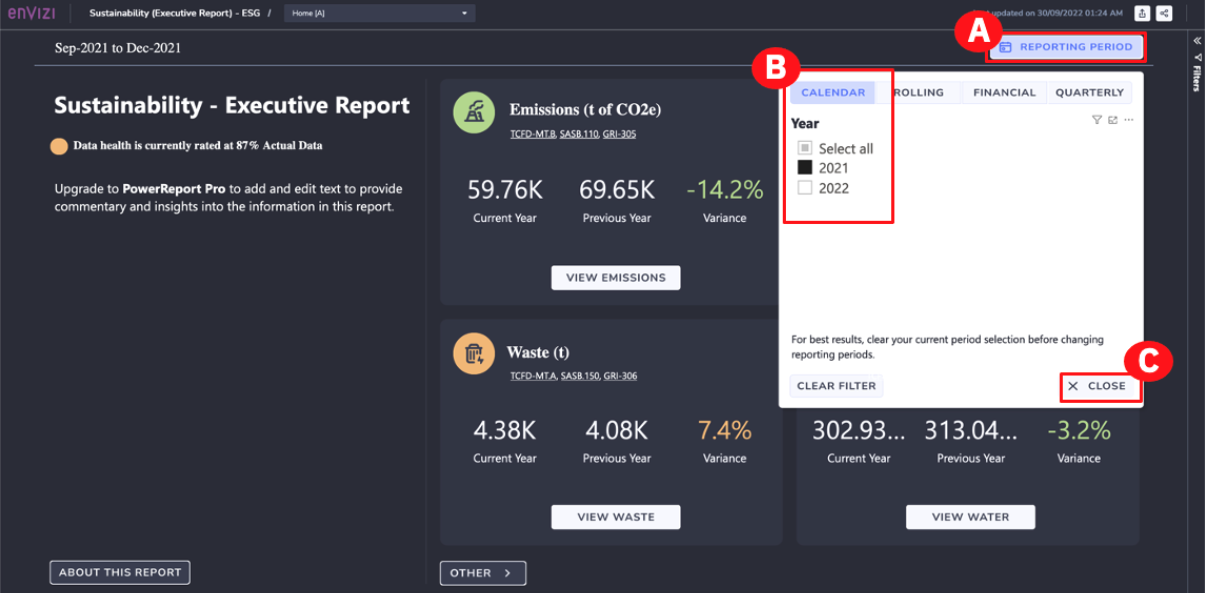 enVIZI
Sustainability (Executive Report) - ESG /
Home [A]
updated on 30/09/2022 01:24 AM
Sep-2021 to Dec-2021
A
REPORTING PERIOD
Filters
Sustainability - Executive Report
Data health is currently rated at 87% Actual Data
Upgrade to PowerReport Pro to add and edit text to provide
commentary and insights into the information in this report.
Emissions (t of CO2e)
TCFD-MT.B, SASB.110, GRI-305
59.76K 69.65K -14.2%
Current Year Previous Year Variance
VIEW EMISSIONS
B
CALENDAR ROLLING FINANCIAL QUARTERLY
Year
Select all
2021
2022
For best results, clear your current period selection before changing
reporting periods.
C
CLEAR FILTER
CLOSE
Waste (t)
TCFD-MT.A, SASB.150, GRI-306
4.38K 4.08K 7.4%
Current Year Previous Year Variance
VIEW WASTE
302.93... 313.04... -3.2%
Current Year Previous Year Variance
VIEW WATER
ABOUT THIS REPORT
OTHER >